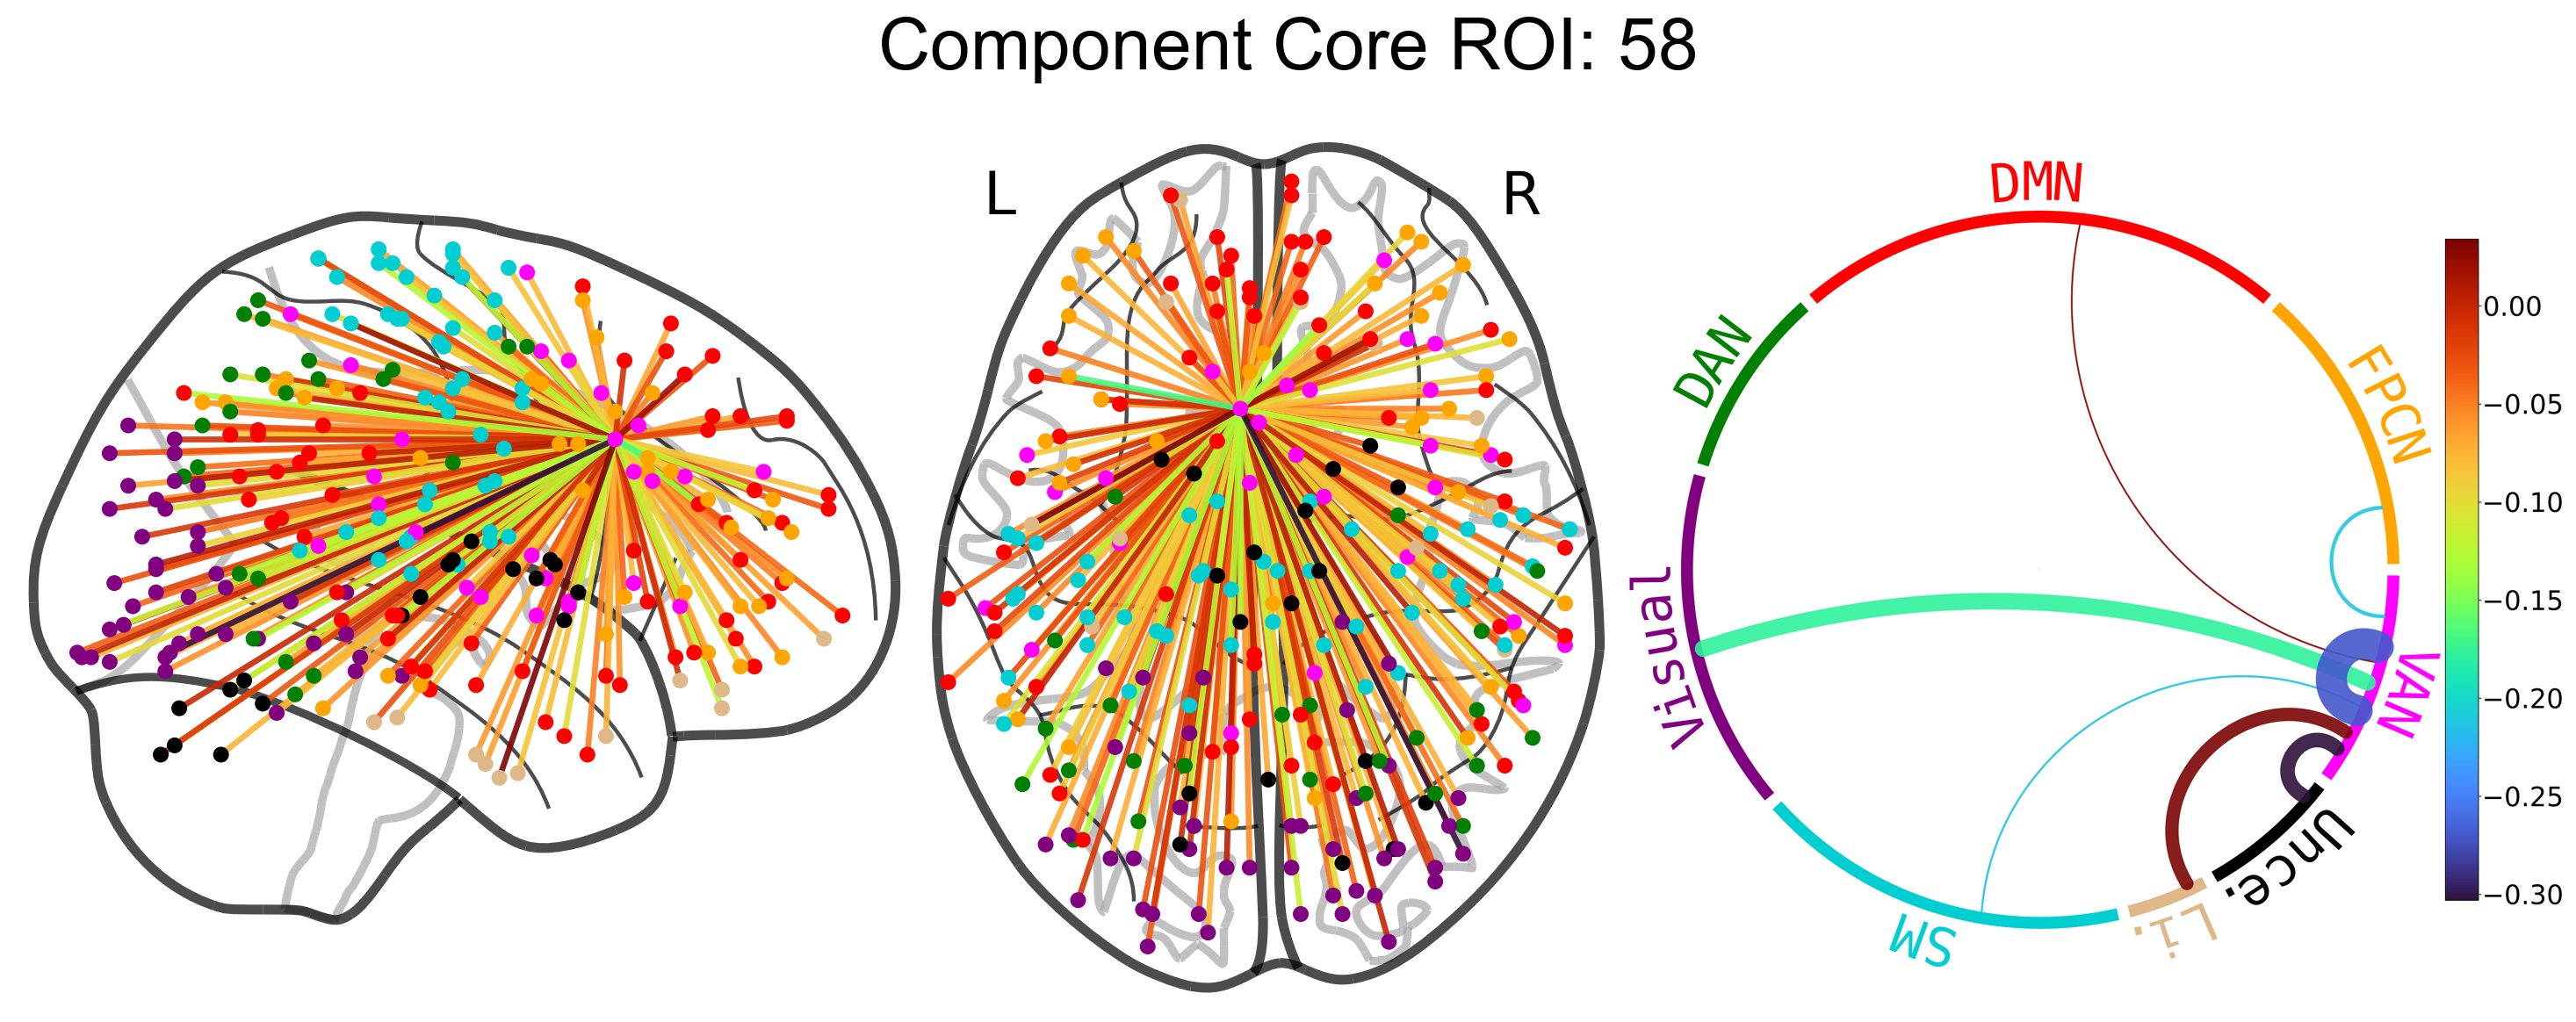 Component Core ROI: 58
L
R
DMN
FPCN
VAN
Unce.
Li.
SM
Visual
DAN
0.00
−0.05
−0.10
−0.15
−0.20
−0.25
−0.30